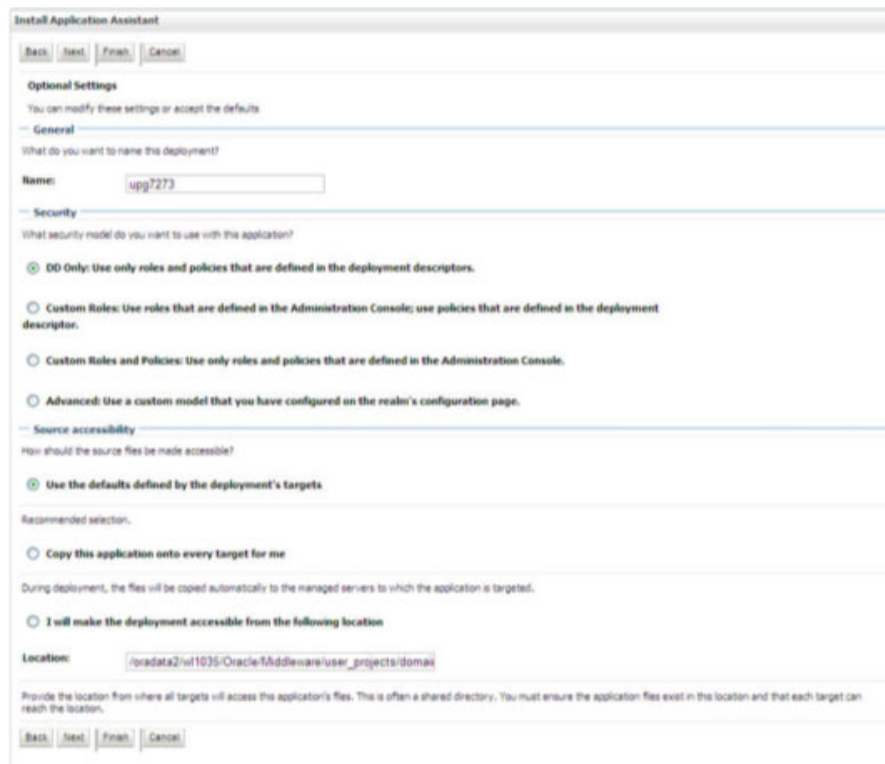 Install Application Assistant
Back Next Finish Cancel
Optional Settings
You can modify these settings or accept the defaults
General
What do you want to name this deployment?
Name: upg7273
Security
What security model do you want to use with this application?
DD Only: Use only roles and policies that are defined in the deployment descriptors.
Custom Roles: Use roles that are defined in the Administration Console; use policies that are defined in the deployment
descriptor.
Custom Roles and Policies: Use only roles and policies that are defined in the Administration Console.
Advanced: Use a custom model that you have configured on the realm's configuration page.
Source accessibility
How should the source files be made accessible?
Use the defaults defined by the deployment's targets
Recommended selection.
Copy this application onto every target for me
During deployment, the files will be copied automatically to the managed servers to which the application is targeted.
I will make the deployment accessible from the following location
Location: /oradata2/wl1035/Oracle/Middleware/user_projects/domai
Provide the location from where all targets will access this application's files. This is often a shared directory. You must ensure the application files exist in this location and that each target can
reach the location.
Back Next Finish Cancel